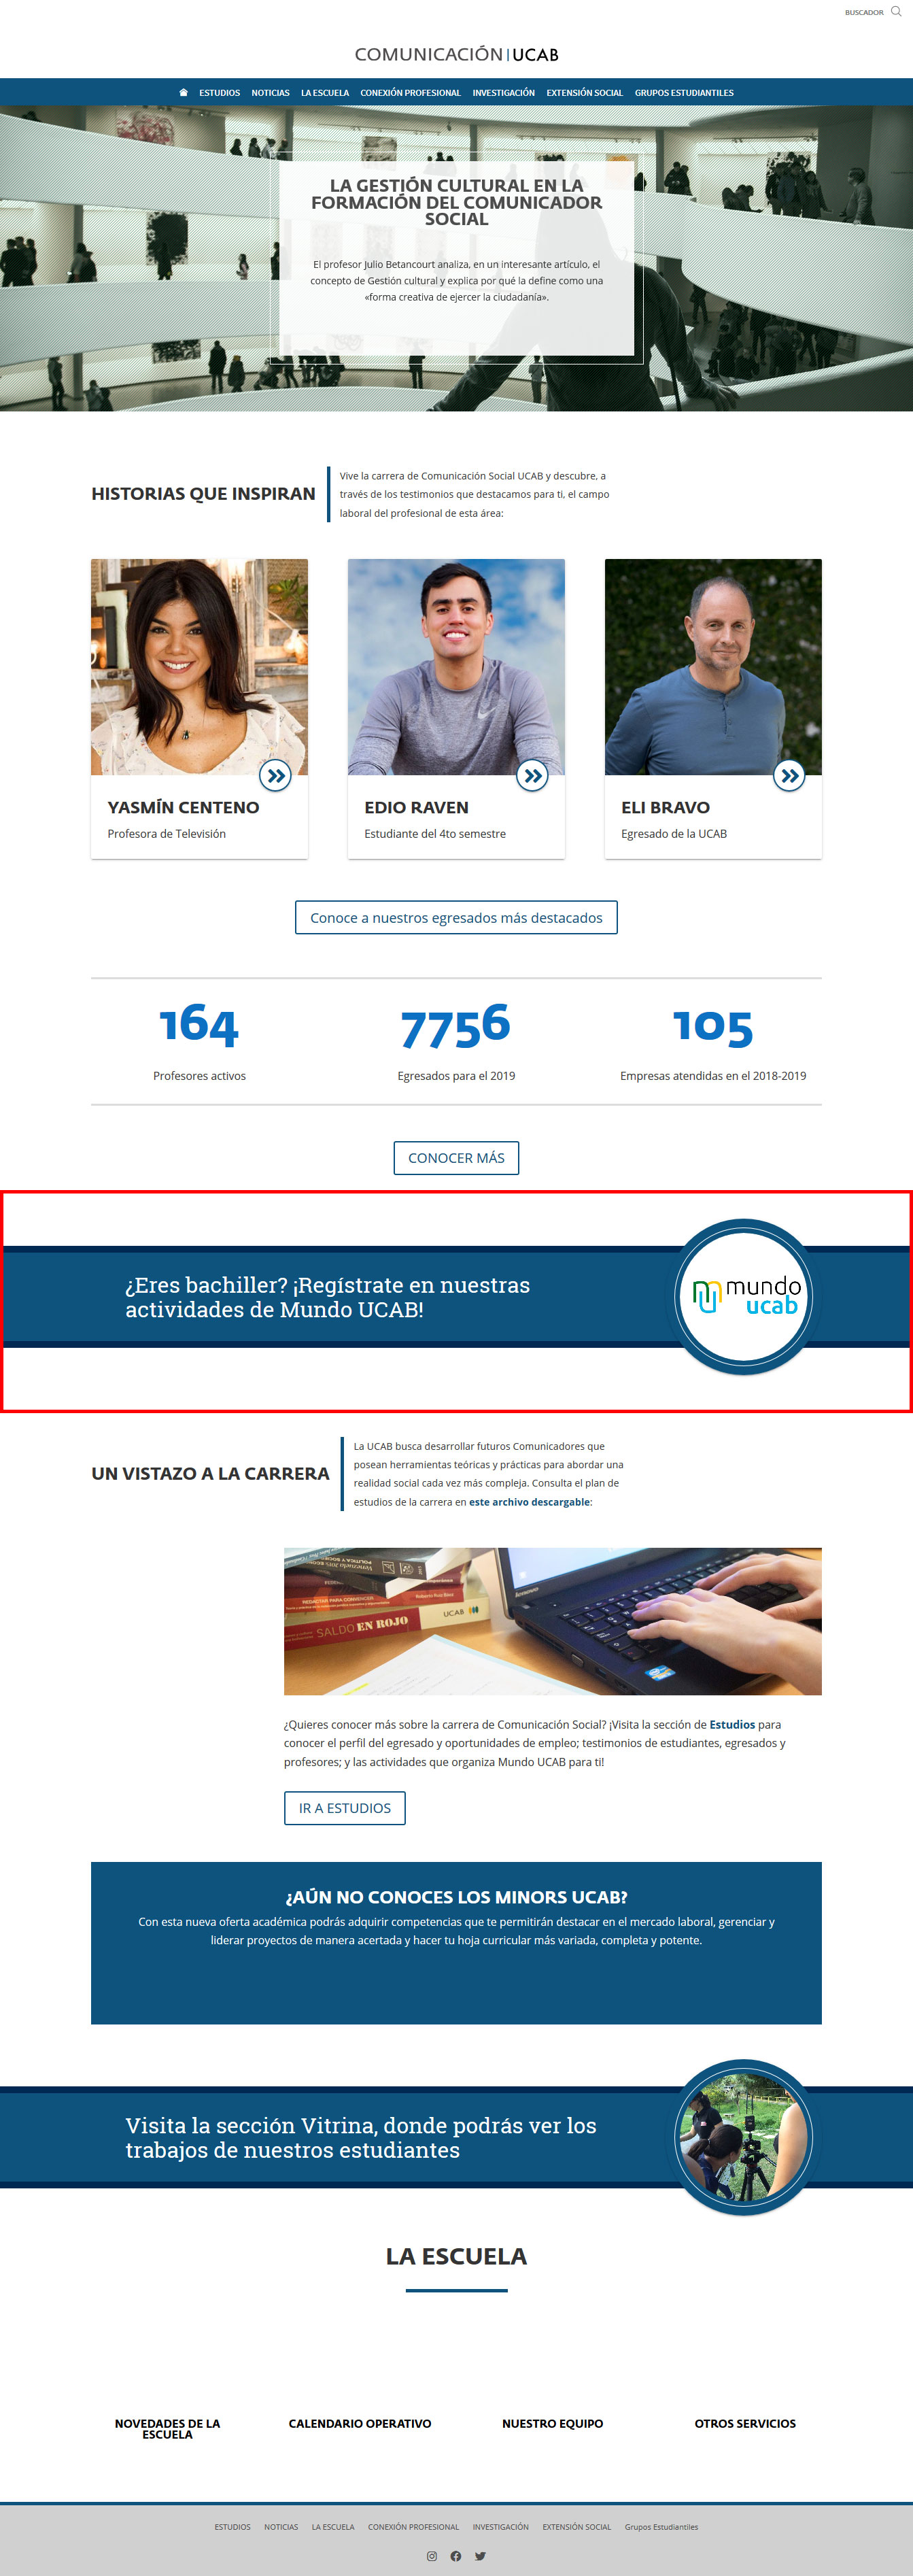 BUSCADOR
COMUNICACIÓN|UCAB
ESTUDIOS NOTICIAS LA ESCUELA CONEXIÓN PROFESIONAL INVESTIGACIÓN EXTENSIÓN SOCIAL GRUPOS ESTUDIANTILES
LA GESTIÓN CULTURAL EN LA
FORMACIÓN DEL COMUNICADOR
SOCIAL
El profesor Julio Betancourt analiza, en un interesante artículo, el
concepto de Gestión cultural y explica por qué la define como una
«forma creativa de ejercer la ciudadanía».
HISTORIAS QUE INSPIRAN
Vive la carrera de Comunicación Social UCAB y descubre, a
través de los testimonios que destacamos para ti, el campo
laboral del profesional de esta área:
YASMÍN CENTENO
Profesora de Televisión
EDIO RAVEN
Estudiante del 4to semestre
ELI BRAVO
Egresado de la UCAB
Conoce a nuestros egresados más destacados
164
Profesores activos
7756
Egresados para el 2019
105
Empresas atendidas en el 2018-2019
CONOCER MÁS
¿Eres bachiller? ¡Regístrate en nuestras
actividades de Mundo UCAB!
mundo
ucab
UN VISTAZO A LA CARRERA
La UCAB busca desarrollar futuros Comunicadores que
posean herramientas teóricas y prácticas para abordar una
realidad social cada vez más compleja. Consulta el plan de
estudios de la carrera en este archivo descargable:
REDACTAR PARA CONVENCER
SALDO EN ROJO
UCAB
lenovo
¿Quieres conocer más sobre la carrera de Comunicación Social? ¡Visita la sección de Estudios para
conocer el perfil del egresado y oportunidades de empleo; testimonios de estudiantes, egresados y
profesores; y las actividades que organiza Mundo UCAB para ti!
IR A ESTUDIOS
¿AÚN NO CONOCES LOS MINORS UCAB?
Con esta nueva oferta académica podrás adquirir competencias que te permitirán destacar en el mercado laboral, gerenciar y
liderar proyectos de manera acertada y hacer tu hoja curricular más variada, completa y potente.
Visita la sección Vitrina, donde podrás ver los
trabajos de nuestros estudiantes
LA ESCUELA
NOVEDADES DE LA
ESCUELA
CALENDARIO OPERATIVO
NUESTRO EQUIPO
OTROS SERVICIOS
ESTUDIOS NOTICIAS LA ESCUELA CONEXIÓN PROFESIONAL INVESTIGACIÓN EXTENSIÓN SOCIAL Grupos Estudiantiles